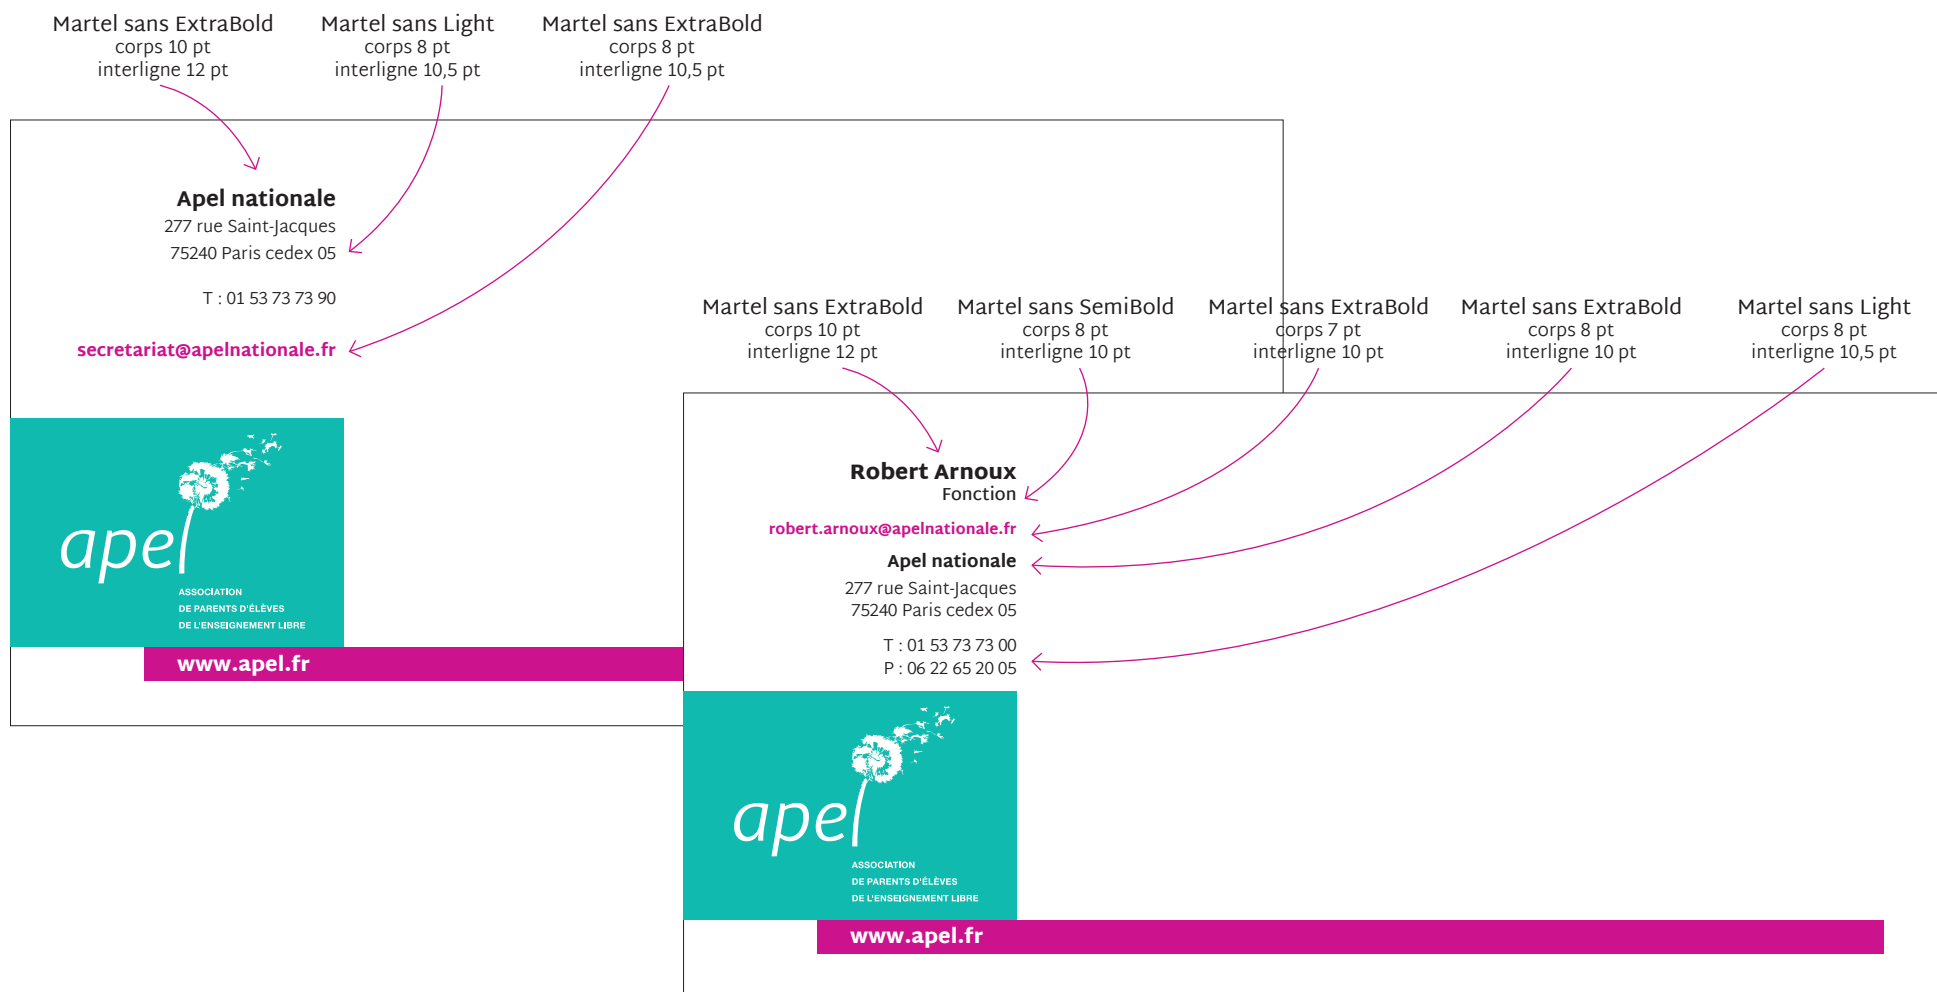 Martel sans ExtraBold
corps 10 pt
interligne 12 pt
Martel sans Light
corps 8 pt
interligne 10,5 pt
Martel sans ExtraBold
corps 8 pt
interligne 10,5 pt
Apel nationale
277 rue Saint-Jacques
75240 Paris cedex 05
T : 01 53 73 73 90
secretariat@apelnationale.fr
apel
ASSOCIATION
DE PARENTS D'ÉLÈVES
DE L'ENSEIGNEMENT LIBRE
www.apel.fr
Martel sans ExtraBold
corps 10 pt
interligne 12 pt
Martel sans SemiBold
corps 8 pt
interligne 10 pt
Martel sans ExtraBold
corps 7 pt
interligne 10 pt
Martel sans ExtraBold
corps 8 pt
interligne 10 pt
Martel sans Light
corps 8 pt
interligne 10,5 pt
Robert Arnoux
Fonction
robert.arnoux@apelnationale.fr
Apel nationale
277 rue Saint-Jacques
75240 Paris cedex 05
T : 01 53 73 73 00
P : 06 22 65 20 05
apel
ASSOCIATION
DE PARENTS D'ÉLÈVES
DE L'ENSEIGNEMENT LIBRE
www.apel.fr